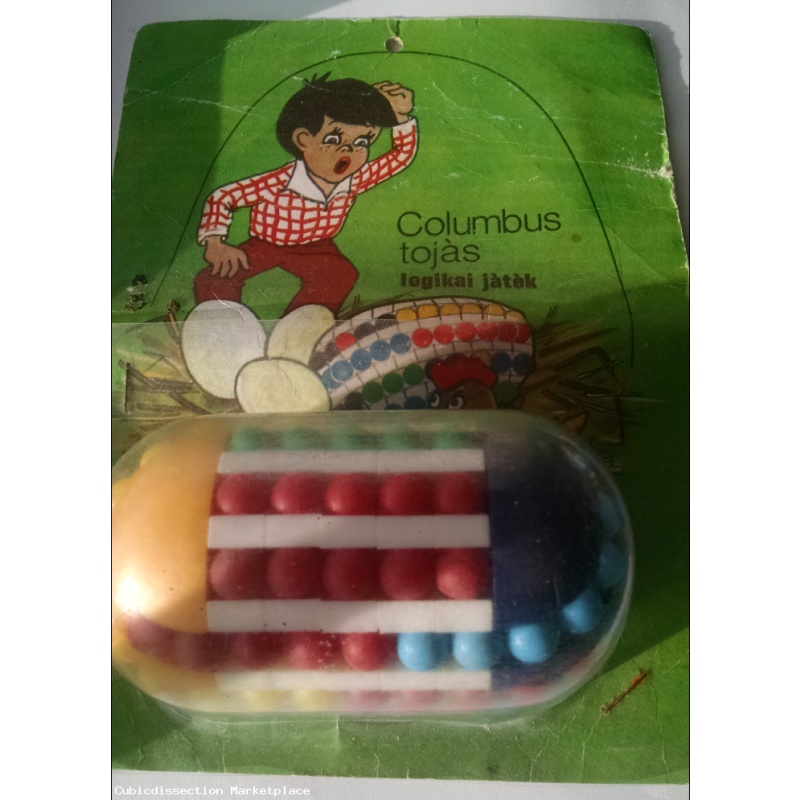 Columbus
tojàs
logikai jàtèk
Cubicdissection Marketplace